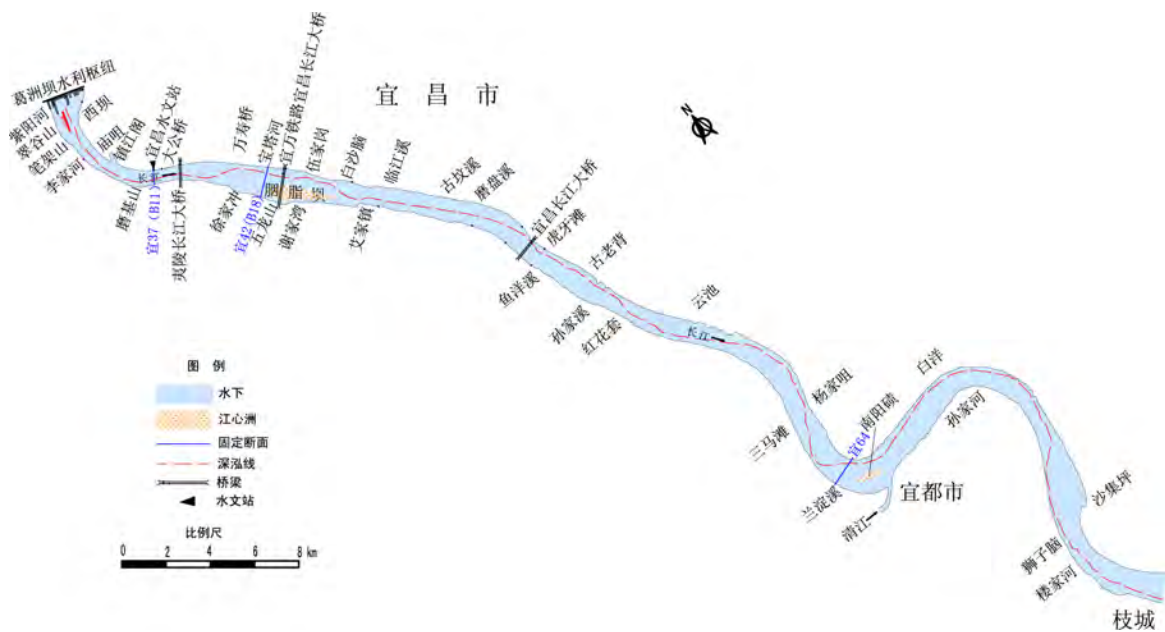 葛洲坝水利枢纽
紫阳河
翠谷山
笔架山
李家河
西坝
庙咀
镇江阁
宜昌水文站
大公桥
长江
磨基山
宜37（B11）
夷陵长江大桥
万寿桥
宝塔河
宜万铁路宜昌长江大桥
伍家岗
白沙脑
临江溪
徐家冲
宜42(B18)
五龙山
胭脂坝
谢家湾
艾家镇
宜昌市
N
古坟溪
磨盘溪
宜昌长江大桥
虎牙滩
古老背
鱼洋溪
孙家溪
红花套
云池
长江
杨家咀
三马滩
南阳碛
宜64
兰淀溪
清江
宜都市
白洋
孙家河
沙集坪
狮子脑
楼家河
枝城
图 例
水下
江心洲
固定断面
深泓线
桥梁
水文站
比例尺
0 2 4 6 8 km